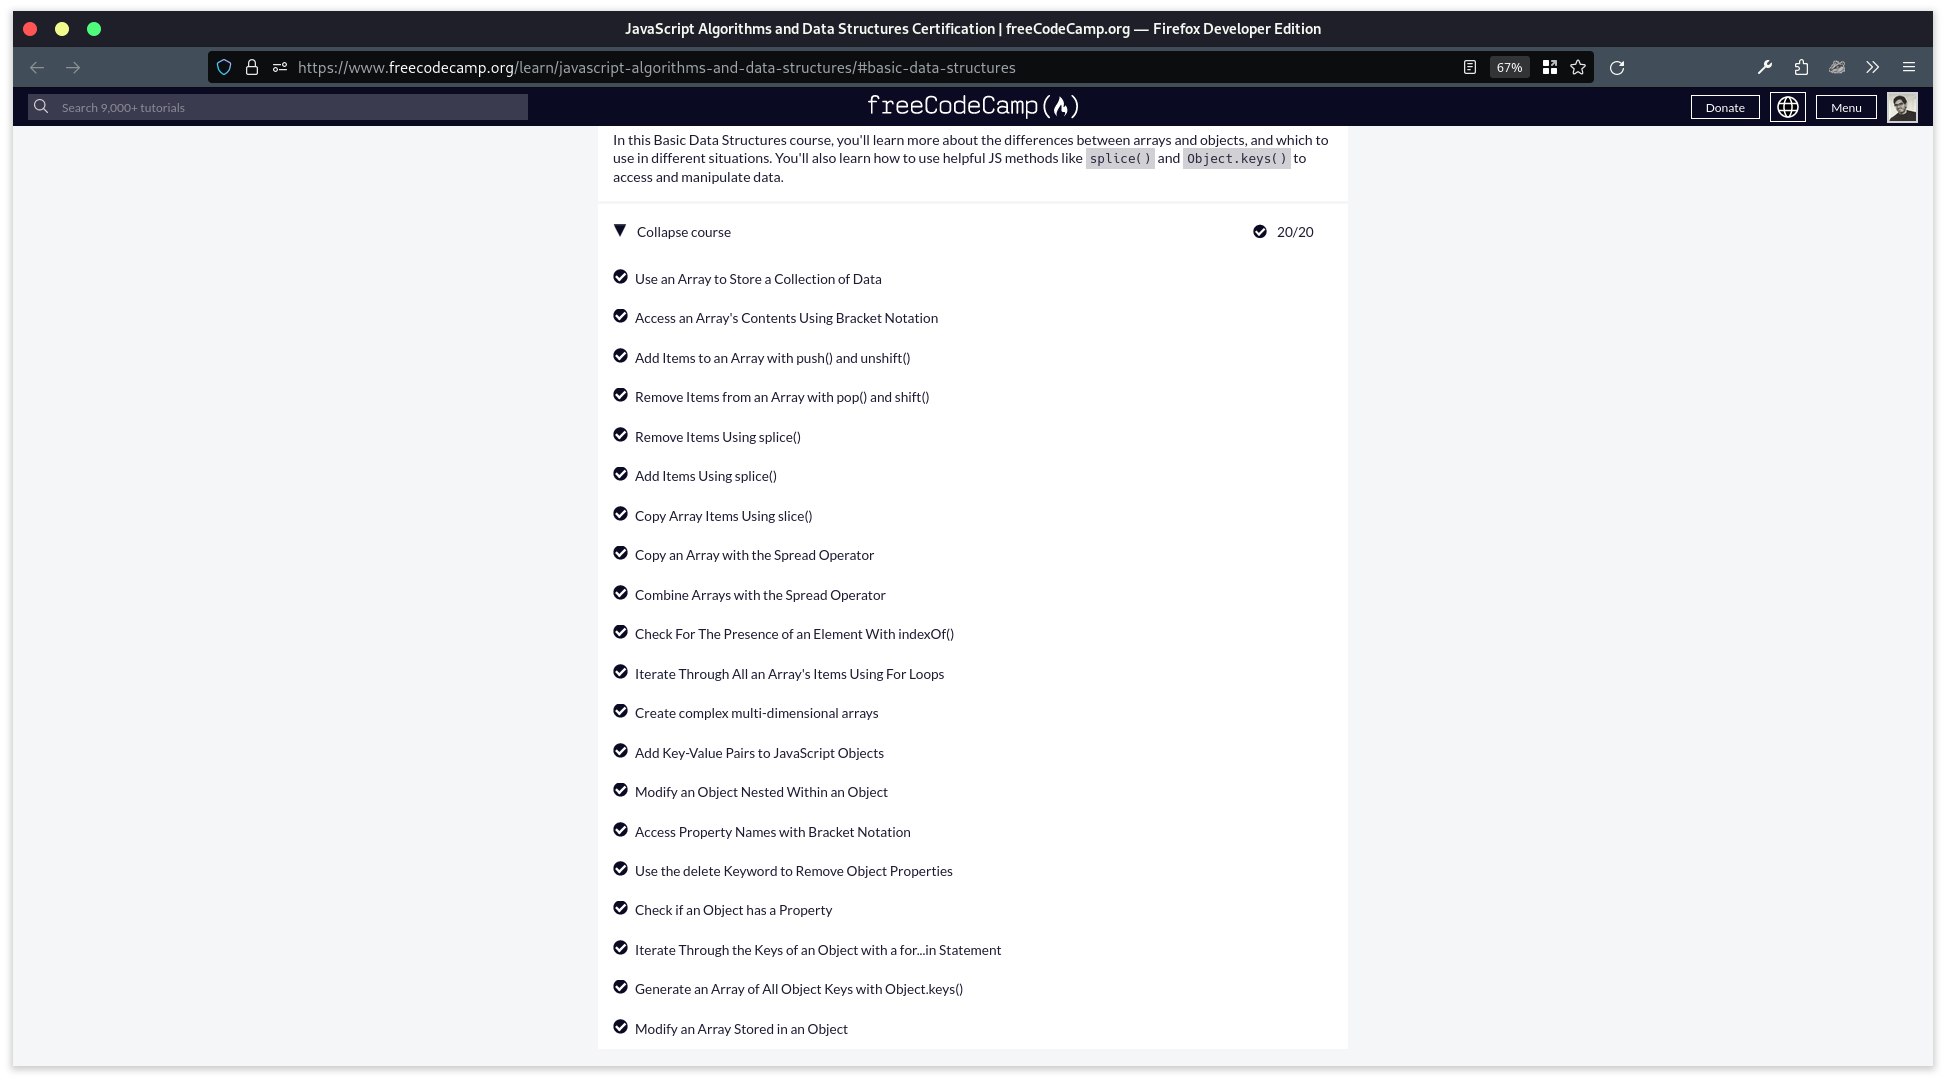 JavaScript Algorithms and Data Structures Certification | freeCodeCamp.org — Firefox Developer Edition
https://www.freecodecamp.org/learn/javascript-algorithms-and-data-structures/#basic-data-structures
67%
Search 9,000+ tutorials
freeCodeCamp
Donate
Menu
In this Basic Data Structures course, you'll learn more about the differences between arrays and objects, and which to
use in different situations. You'll also learn how to use helpful JS methods like splice() and Object.keys() to
access and manipulate data.
Collapse course
20/20
Use an Array to Store a Collection of Data
Access an Array's Contents Using Bracket Notation
Add Items to an Array with push() and unshift()
Remove Items from an Array with pop() and shift()
Remove Items Using splice()
Add Items Using splice()
Copy Array Items Using slice()
Copy an Array with the Spread Operator
Combine Arrays with the Spread Operator
Check For The Presence of an Element With indexOf()
Iterate Through All an Array's Items Using For Loops
Create complex multi-dimensional arrays
Add Key-Value Pairs to JavaScript Objects
Modify an Object Nested Within an Object
Access Property Names with Bracket Notation
Use the delete Keyword to Remove Object Properties
Check if an Object has a Property
Iterate Through the Keys of an Object with a for...in Statement
Generate an Array of All Object Keys with Object.keys()
Modify an Array Stored in an Object